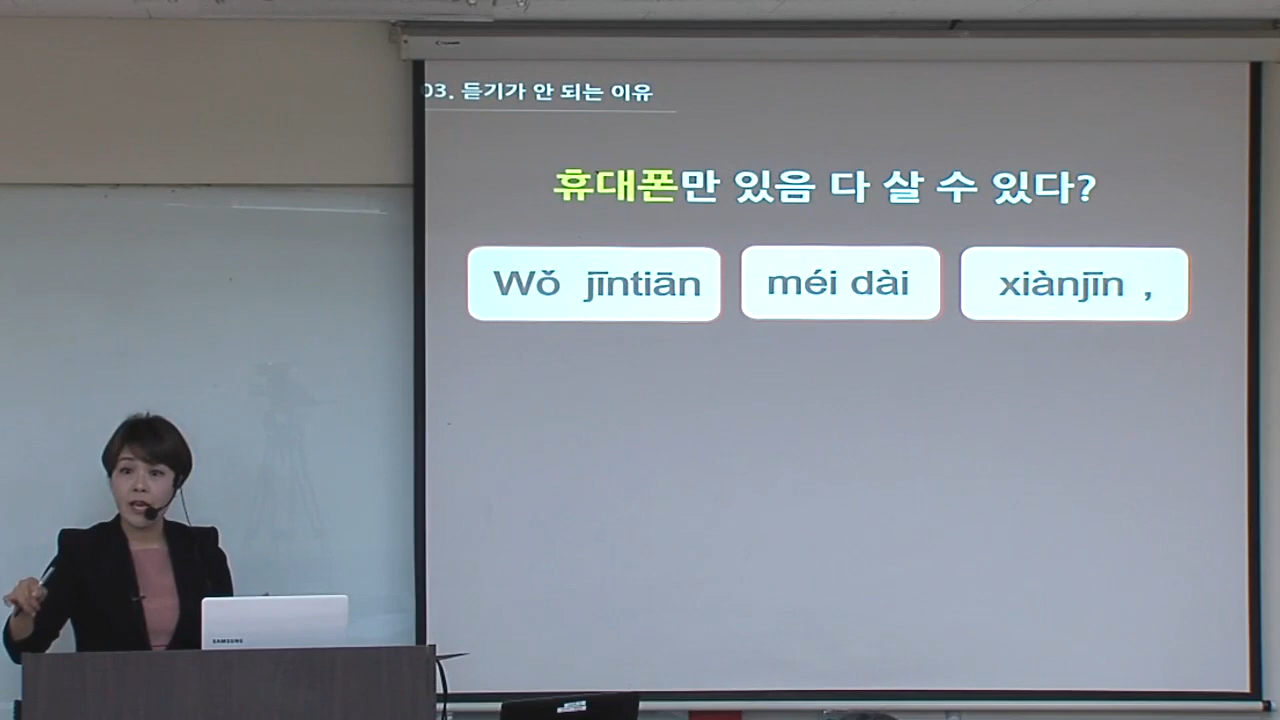 03. 듣기가 안 되는 이유
휴대폰만 있음 다 살 수 있다?
Wǒ jīntiān méi dài xiànjīn ,
SAMSUNG